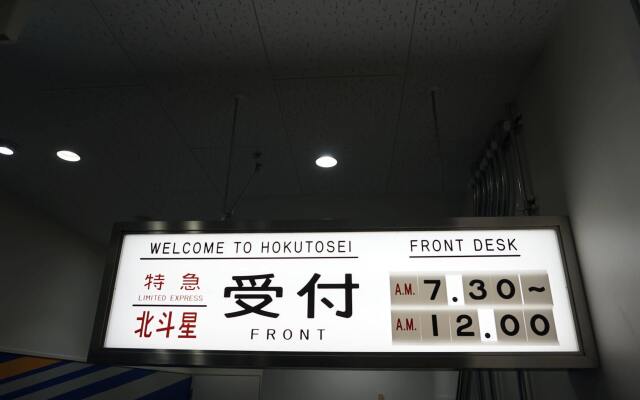 WELCOME TO HOKUTOSEI
FRONT DESK
特急
LIMITED EXPRESS
北斗星
受付
FRONT
A.M. 7.30~
A.M. 12.00